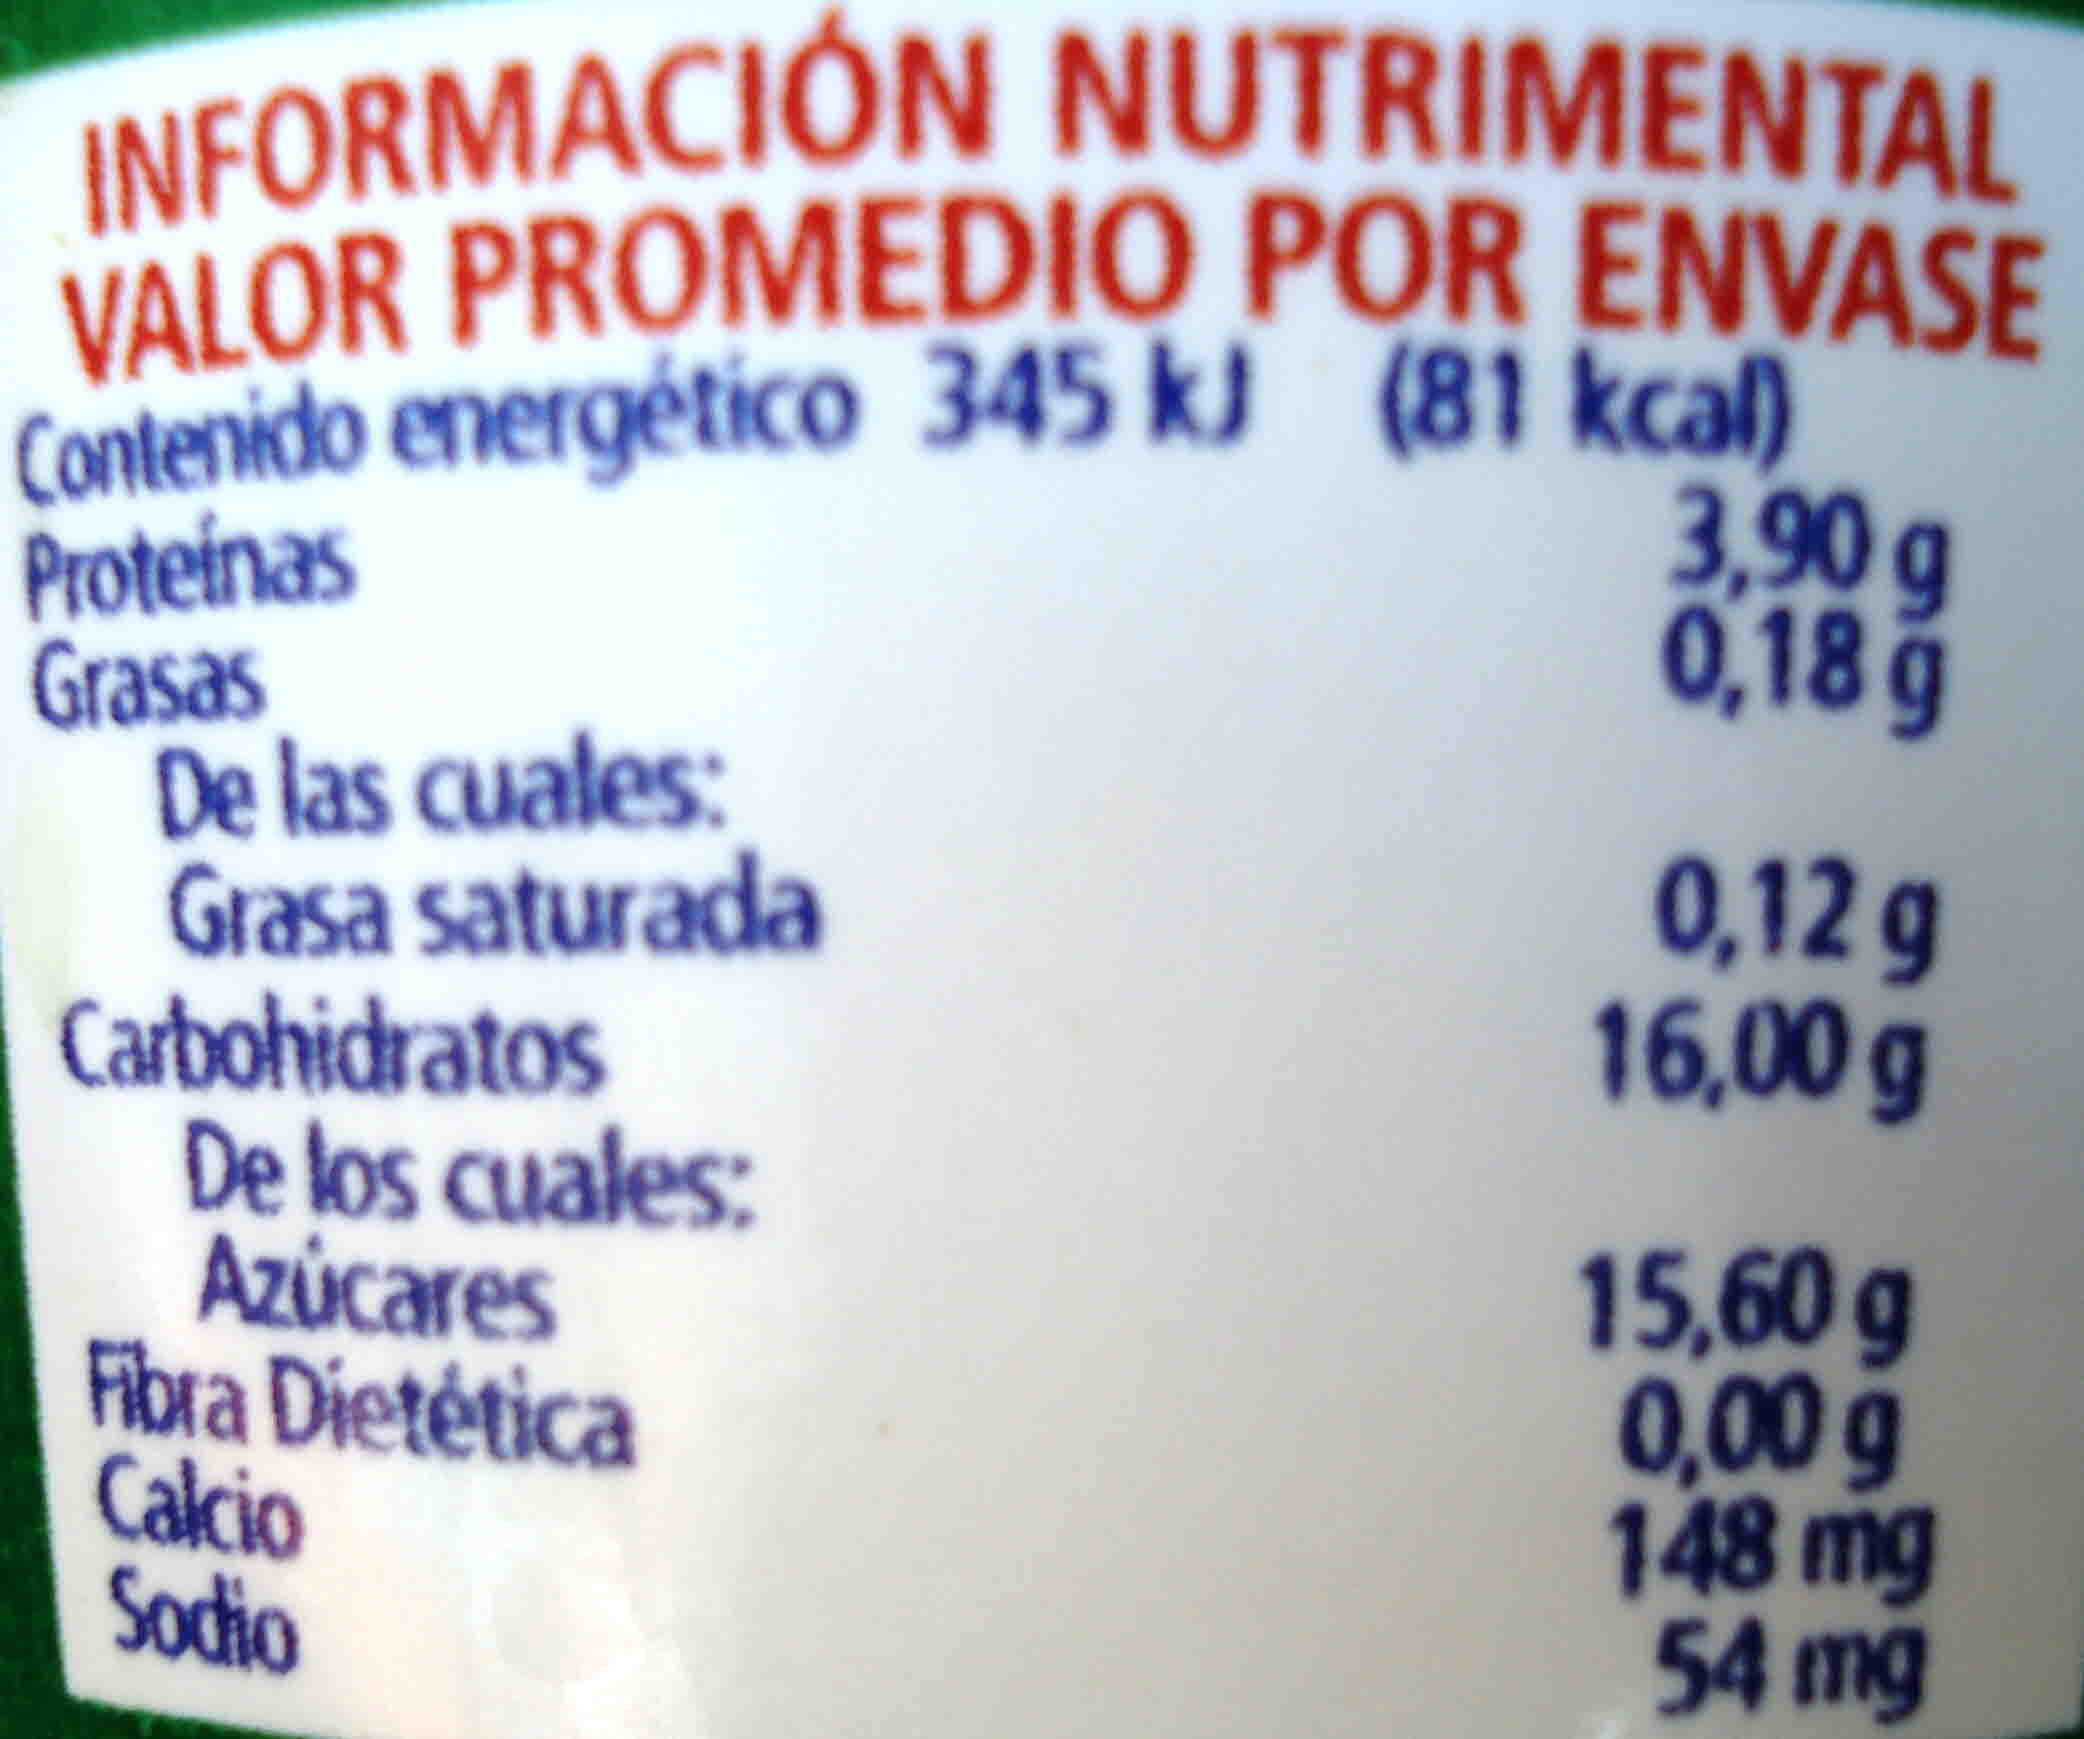 INFORMACIÓN NUTRIMENTAL
VALOR PROMEDIO POR ENVASE
Contenido energético 345 kJ (81 kcal)
Proteínas 3,90 g
Grasas 0,18 g
De las cuales:
Grasa saturada 0,12 g
Carbohidratos 16,00 g
De los cuales:
Azúcares 15,60 g
Fibra Dietética 0,00 g
Calcio 148 mg
Sodio 54 mg